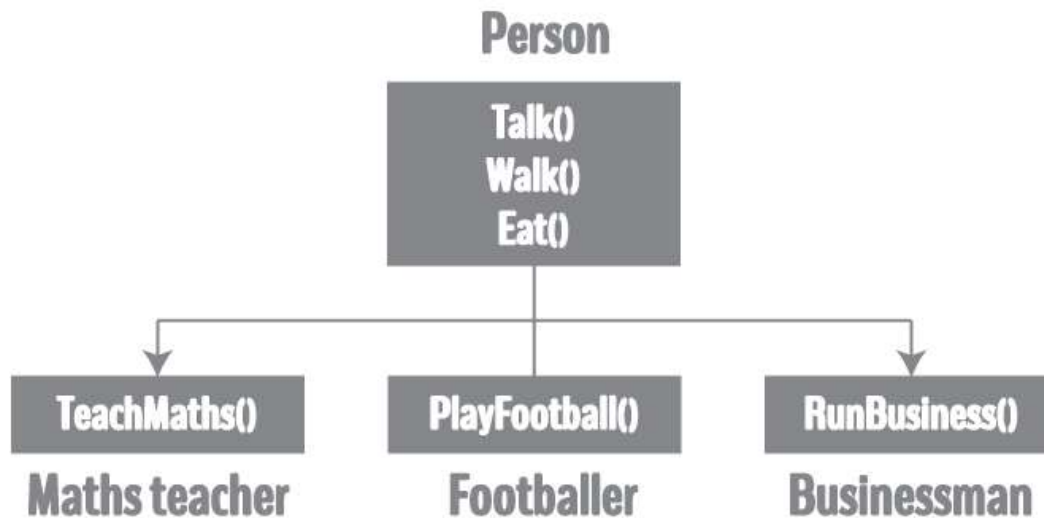 Person
Talk()
Walk()
Eat()
TeachMaths()
PlayFootball()
RunBusiness()
Maths teacher
Footballer
Businessman